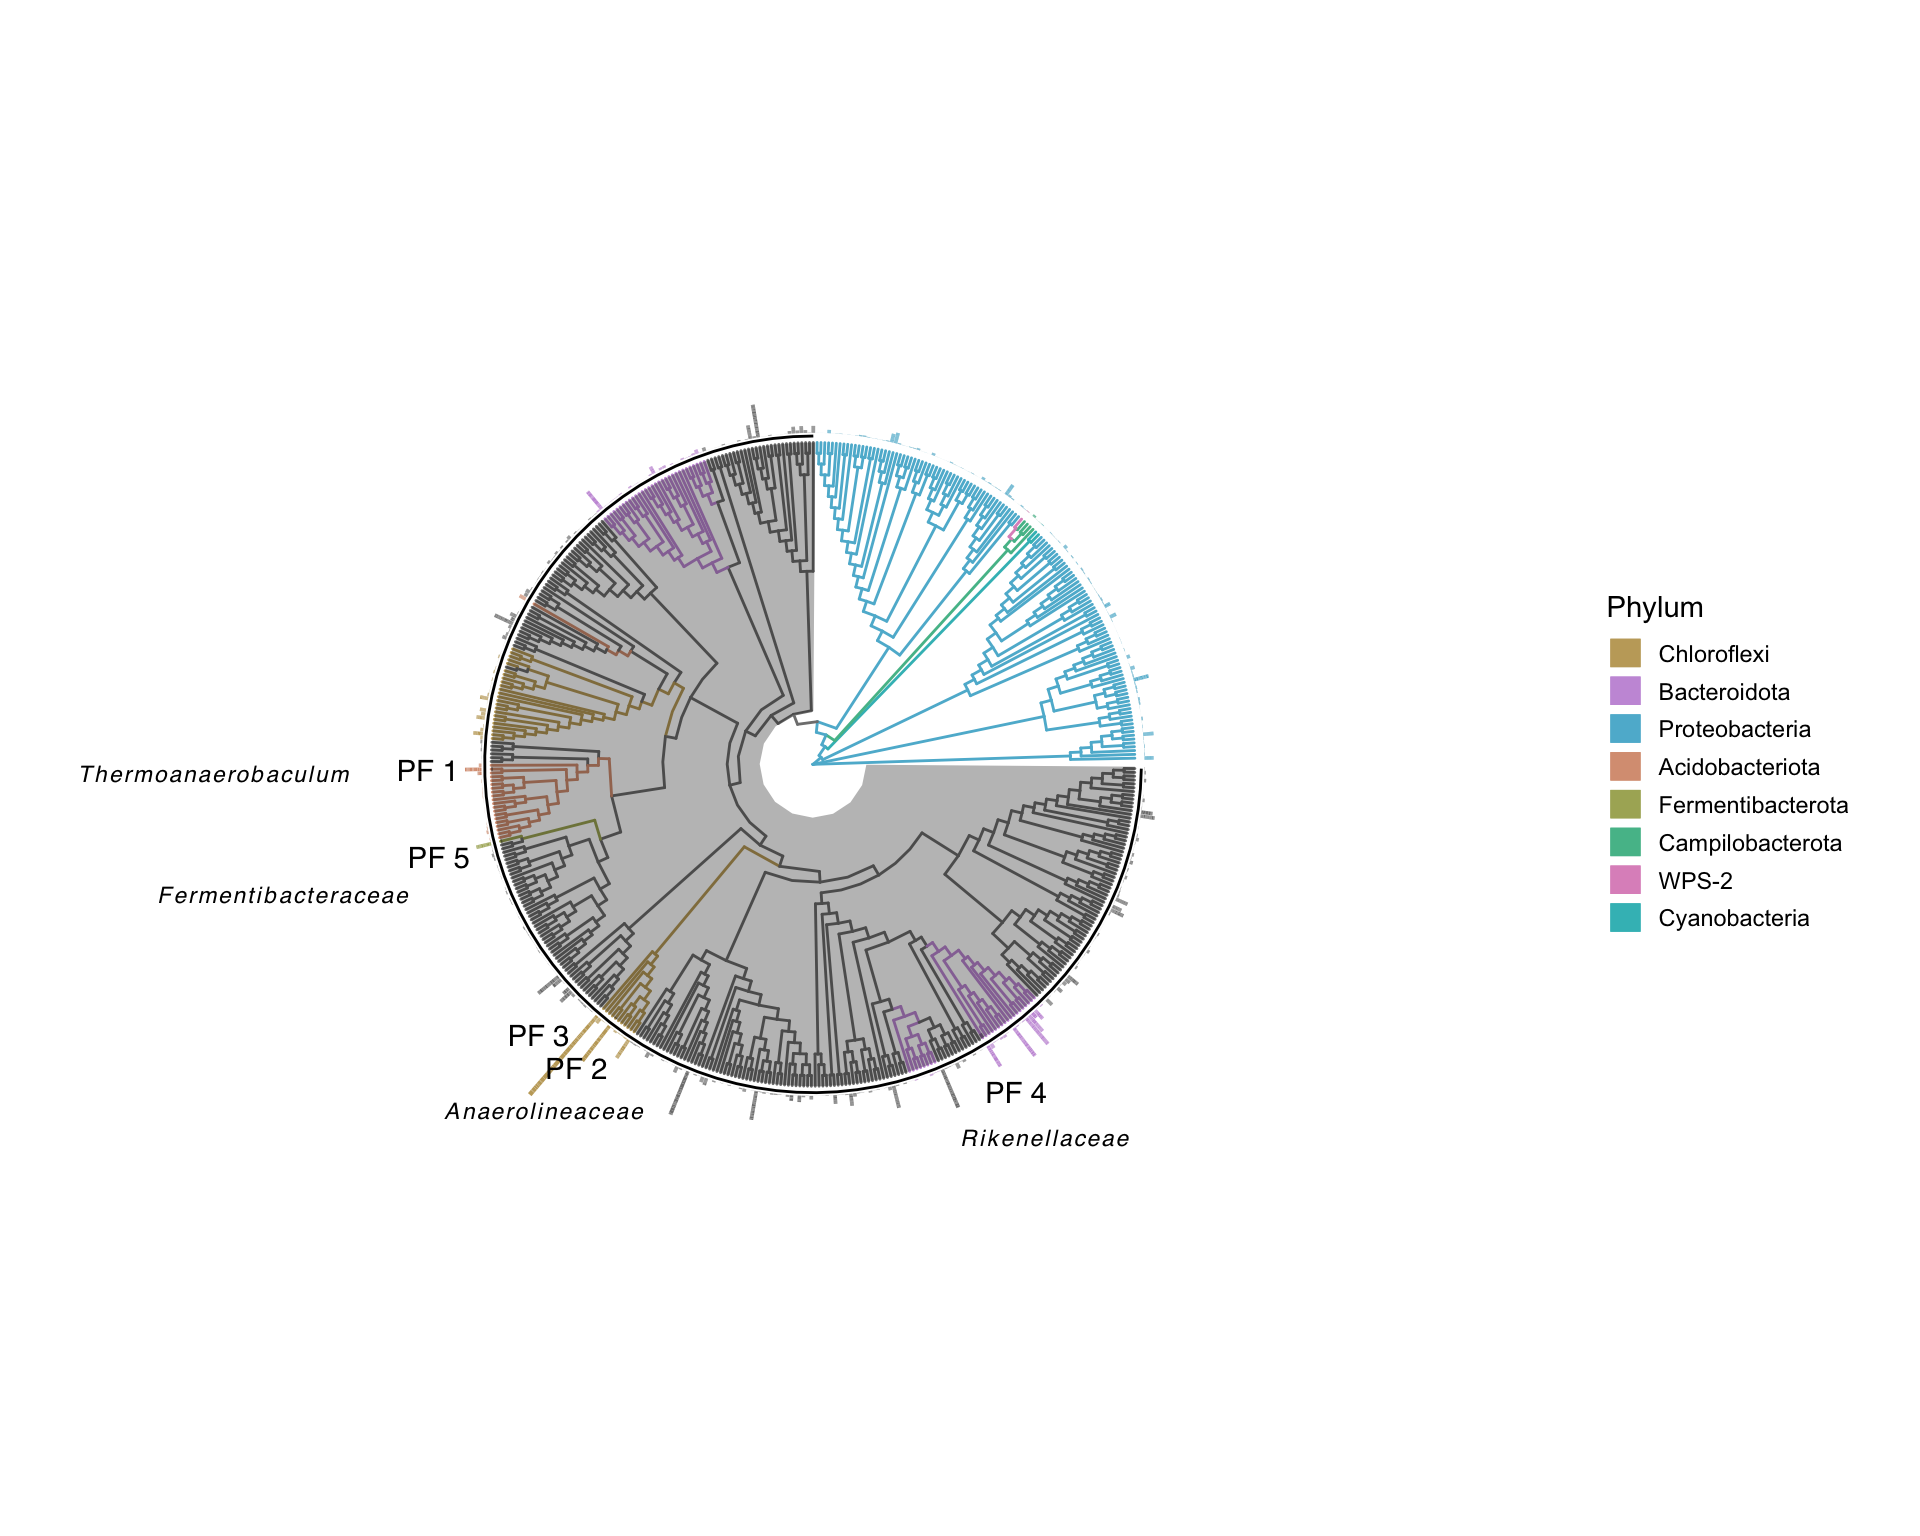 Thermoanaerobaculum
PF 1
PF 5
Fermentibacteraceae
PF 3
PF 2
Anaerolineaceae
PF 4
Rikenellaceae
Phylum
Chloroflexi
Bacteroidota
Proteobacteria
Acidobacteriota
Fermentibacterota
Campilobacterota
WPS-2
Cyanobacteria